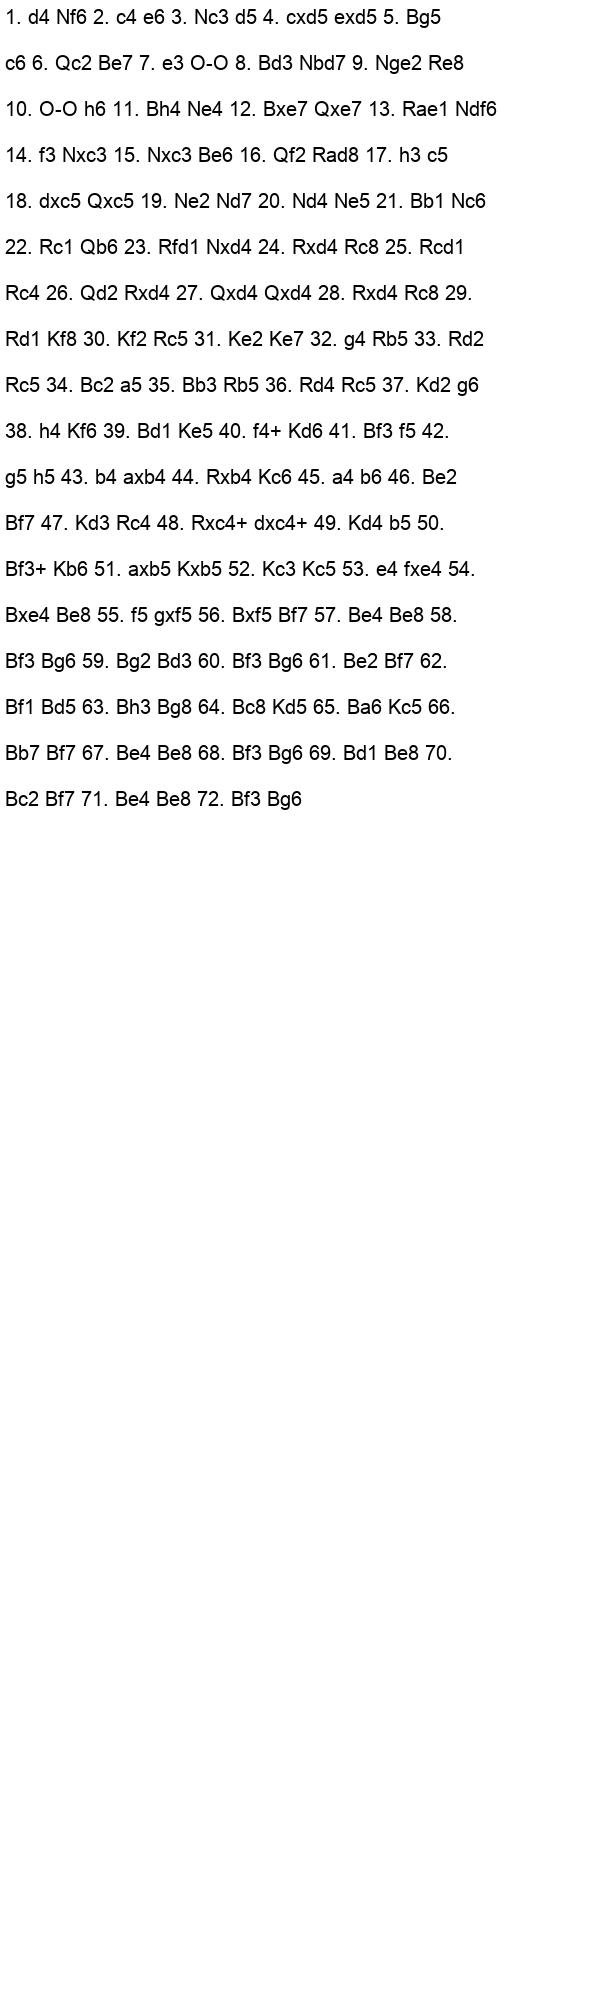 1. d4 Nf6 2. c4 e6 3. Nc3 d5 4. cxd5 exd5 5. Bg5
c6 6. Qc2 Be7 7. e3 O-O 8. Bd3 Nbd7 9. Nge2 Re8
10. O-O h6 11. Bh4 Ne4 12. Bxe7 Qxe7 13. Rae1 Ndf6
14. f3 Nxc3 15. Nxc3 Be6 16. Qf2 Rad8 17. h3 c5
18. dxc5 Qxc5 19. Ne2 Nd7 20. Nd4 Ne5 21. Bb1 Nc6
22. Rc1 Qb6 23. Rfd1 Nxd4 24. Rxd4 Rc8 25. Rcd1
Rc4 26. Qd2 Rxd4 27. Qxd4 Qxd4 28. Rxd4 Rc8 29.
Rd1 Kf8 30. Kf2 Rc5 31. Ke2 Ke7 32. g4 Rb5 33. Rd2
Rc5 34. Bc2 a5 35. Bb3 Rb5 36. Rd4 Rc5 37. Kd2 g6
38. h4 Kf6 39. Bd1 Ke5 40. f4+ Kd6 41. Bf3 f5 42.
g5 h5 43. b4 axb4 44. Rxb4 Kc6 45. a4 b6 46. Be2
Bf7 47. Kd3 Rc4 48. Rxc4+ dxc4+ 49. Kd4 b5 50.
Bf3+ Kb6 51. axb5 Kxb5 52. Kc3 Kc5 53. e4 fxe4 54.
Bxe4 Be8 55. f5 gxf5 56. Bxf5 Bf7 57. Be4 Be8 58.
Bf3 Bg6 59. Bg2 Bd3 60. Bf3 Bg6 61. Be2 Bf7 62.
Bf1 Bd5 63. Bh3 Bg8 64. Bc8 Kd5 65. Ba6 Kc5 66.
Bb7 Bf7 67. Be4 Be8 68. Bf3 Bg6 69. Bd1 Be8 70.
Bc2 Bf7 71. Be4 Be8 72. Bf3 Bg6